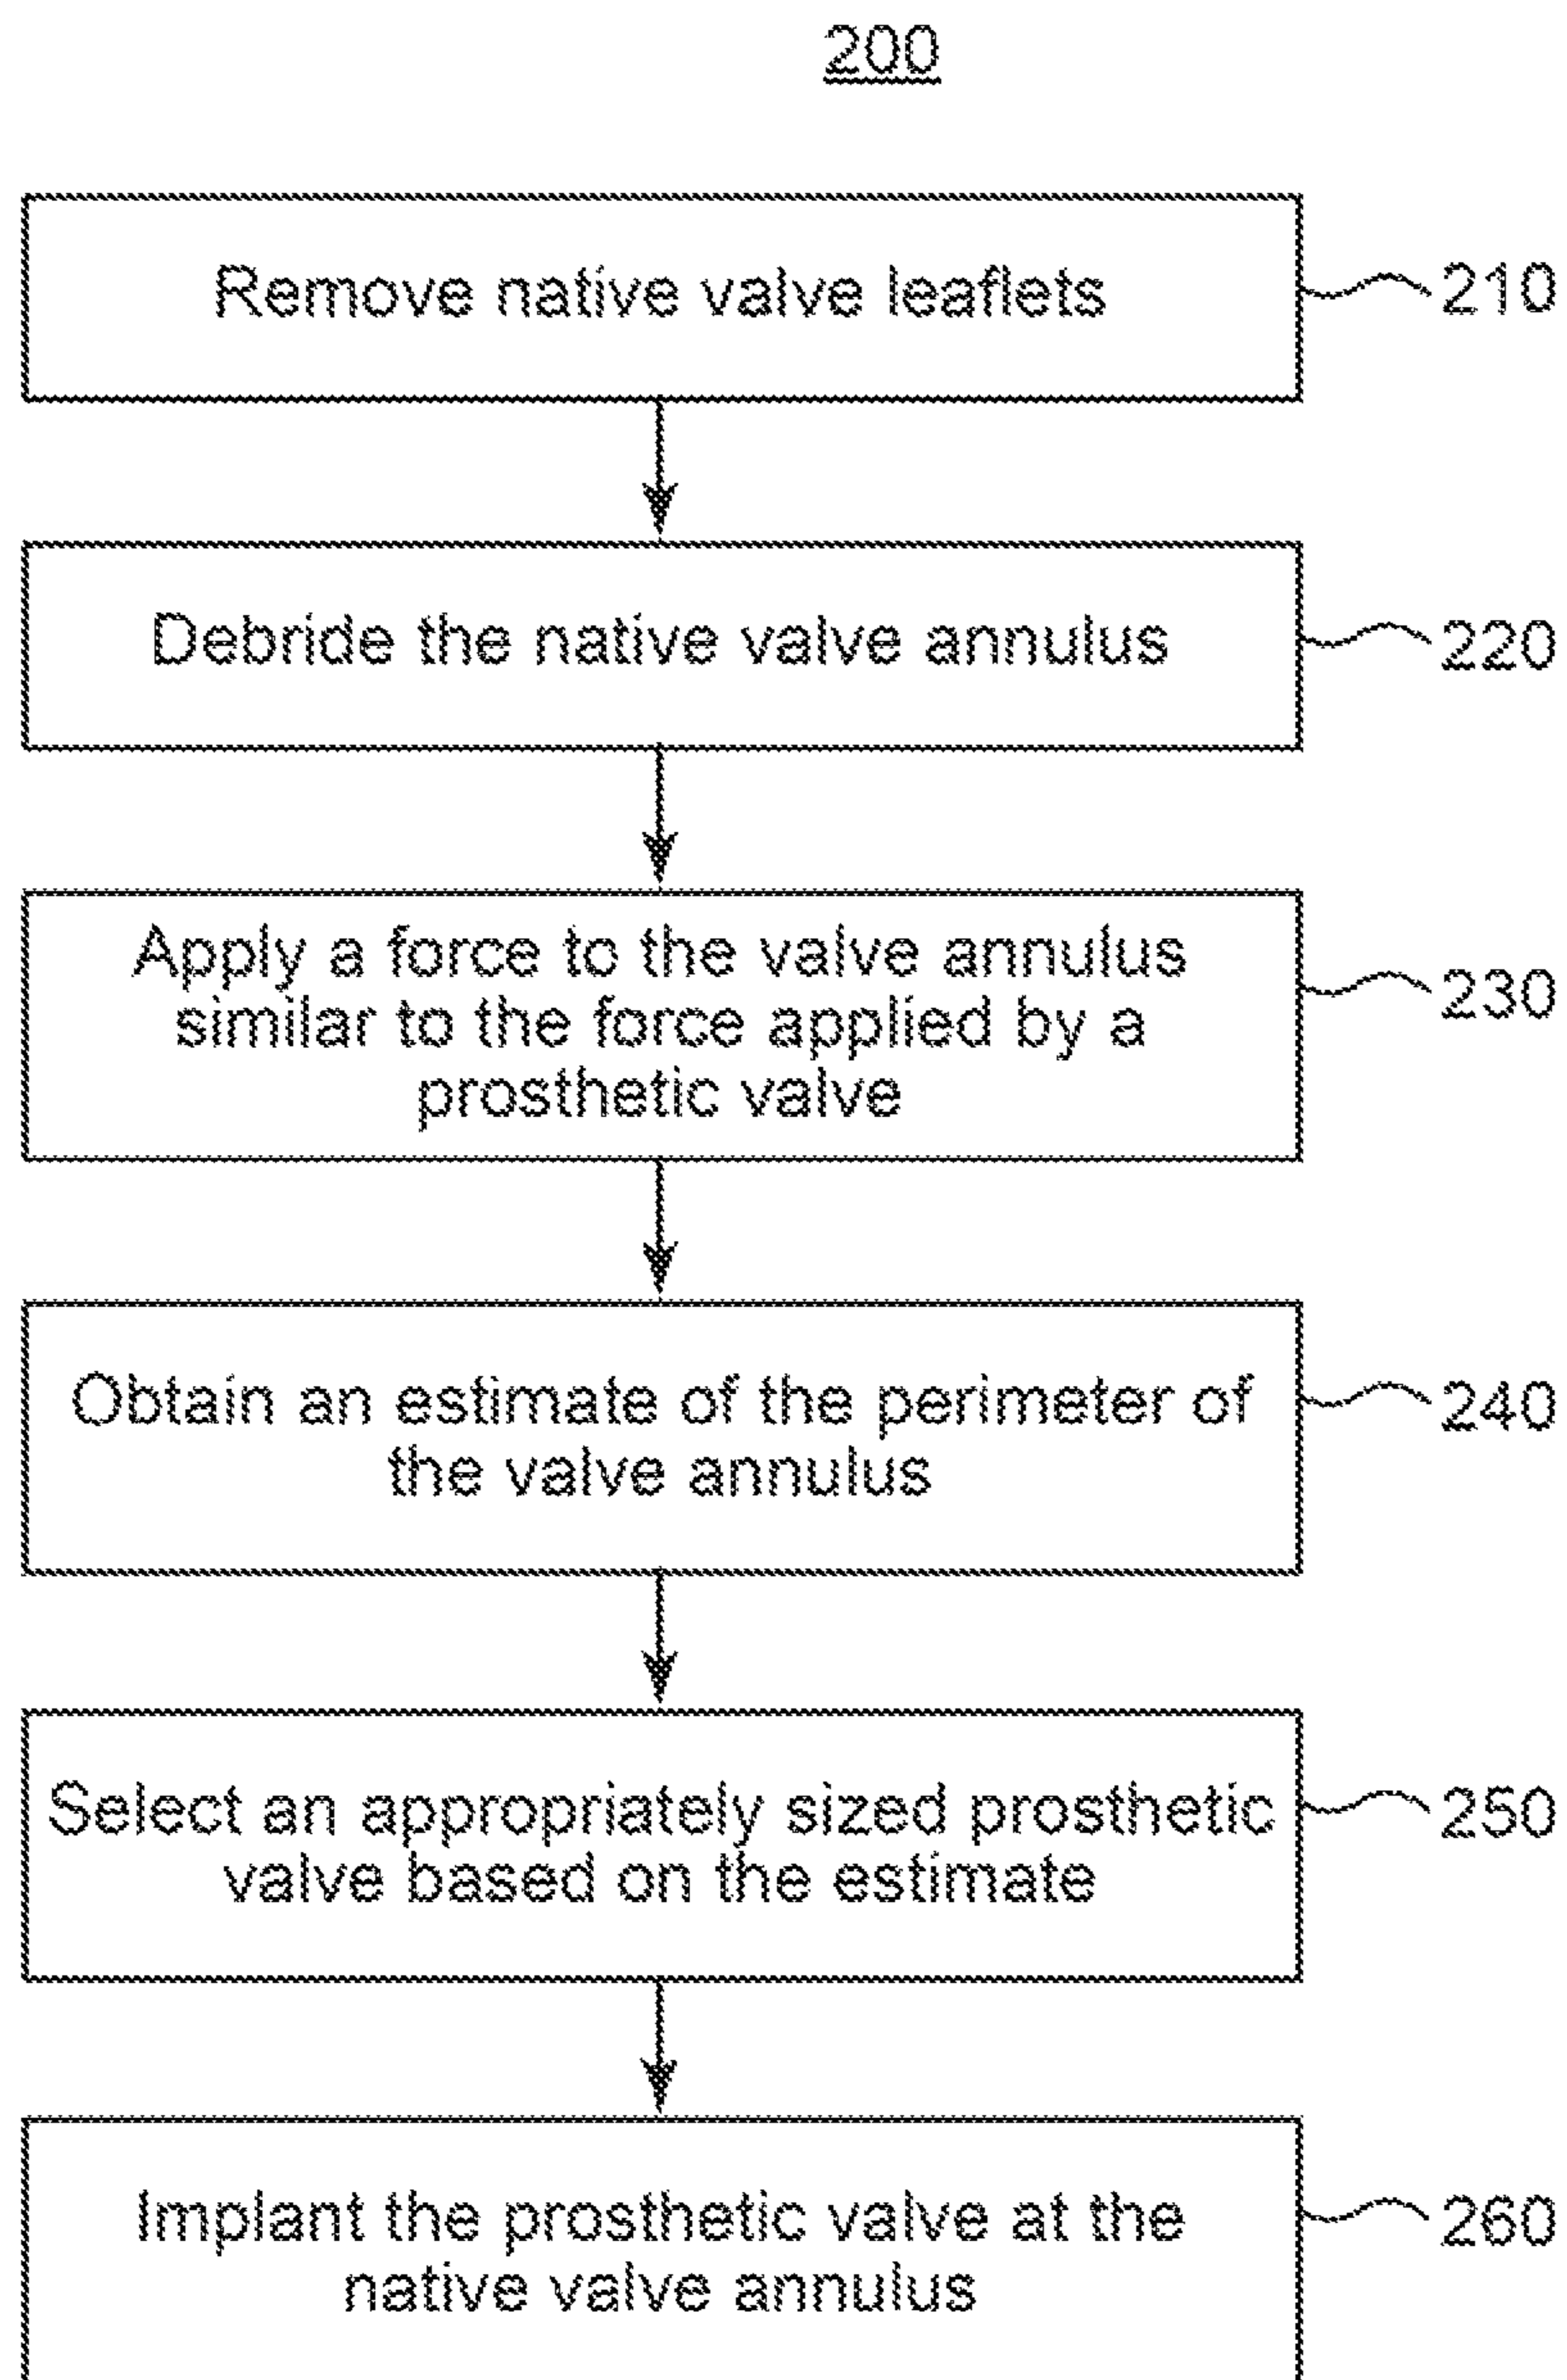 200
Remove native valve leaflets
210
Debride the native valve annulus
220
Apply a force to the valve annulus
similar to the force applied by a
prosthetic valve
230
Obtain an estimate of the perimeter of
the valve annulus
240
Select an appropriately sized prosthetic
valve based on the estimate
250
Implant the prosthetic valve at the
native valve annulus
260